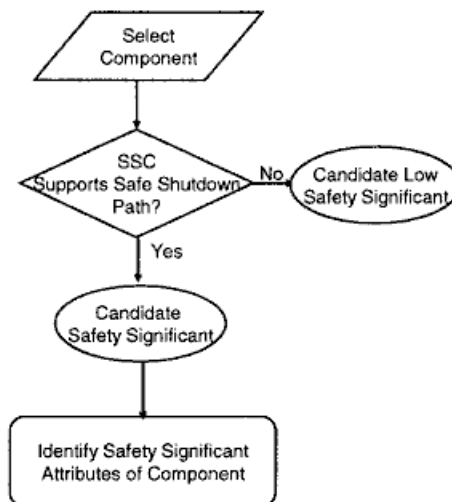 Select
Component
SSC
Supports Safe Shutdown
Path?
No
Candidate Low
Safety Significant
Yes
Candidate
Safety Significant
Identify Safety Significant
Attributes of Component